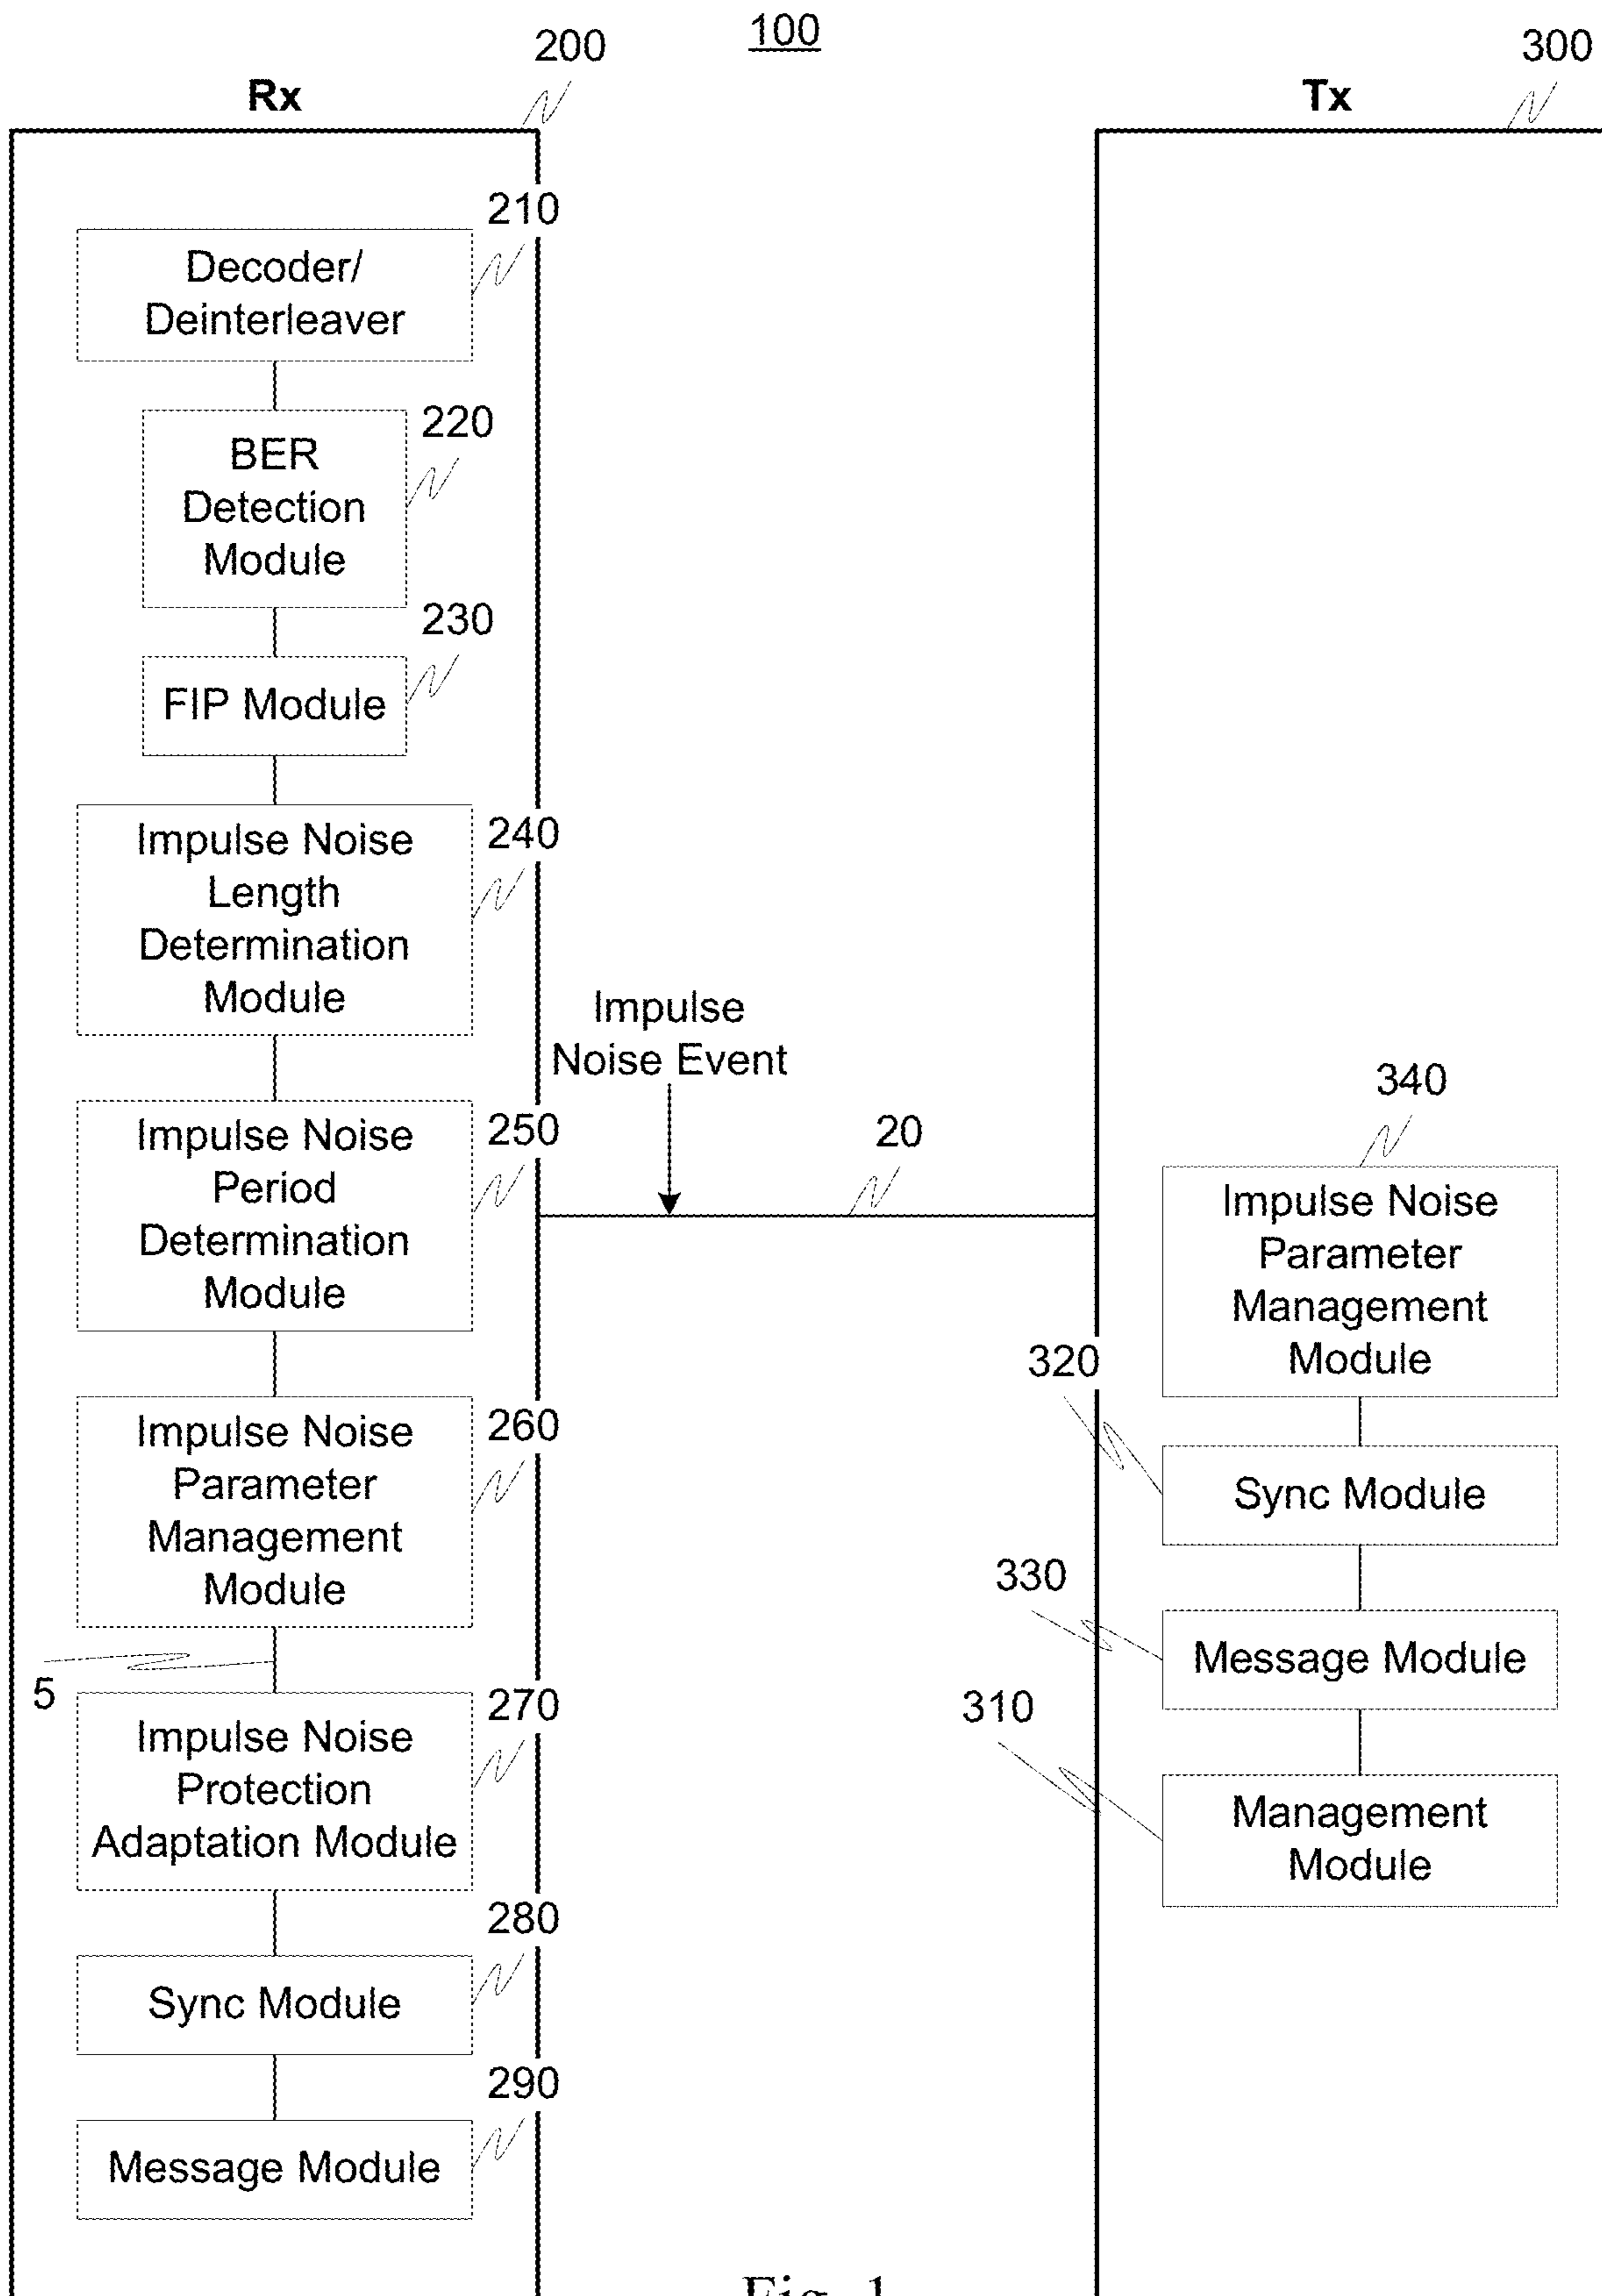 100
200
Rx
300
Tx
210
Decoder/
Deinterleaver
220
BER
Detection
Module
230
FIP Module
240
Impulse Noise
Length
Determination
Module
Impulse
Noise Event
250
Impulse Noise
Period
Determination
Module
20
340
Impulse Noise
Parameter
Management
Module
260
Impulse Noise
Parameter
Management
Module
320
Sync Module
330
Message Module
310
Management
Module
5
270
Impulse Noise
Protection
Adaptation Module
280
Sync Module
290
Message Module
Fig. 1